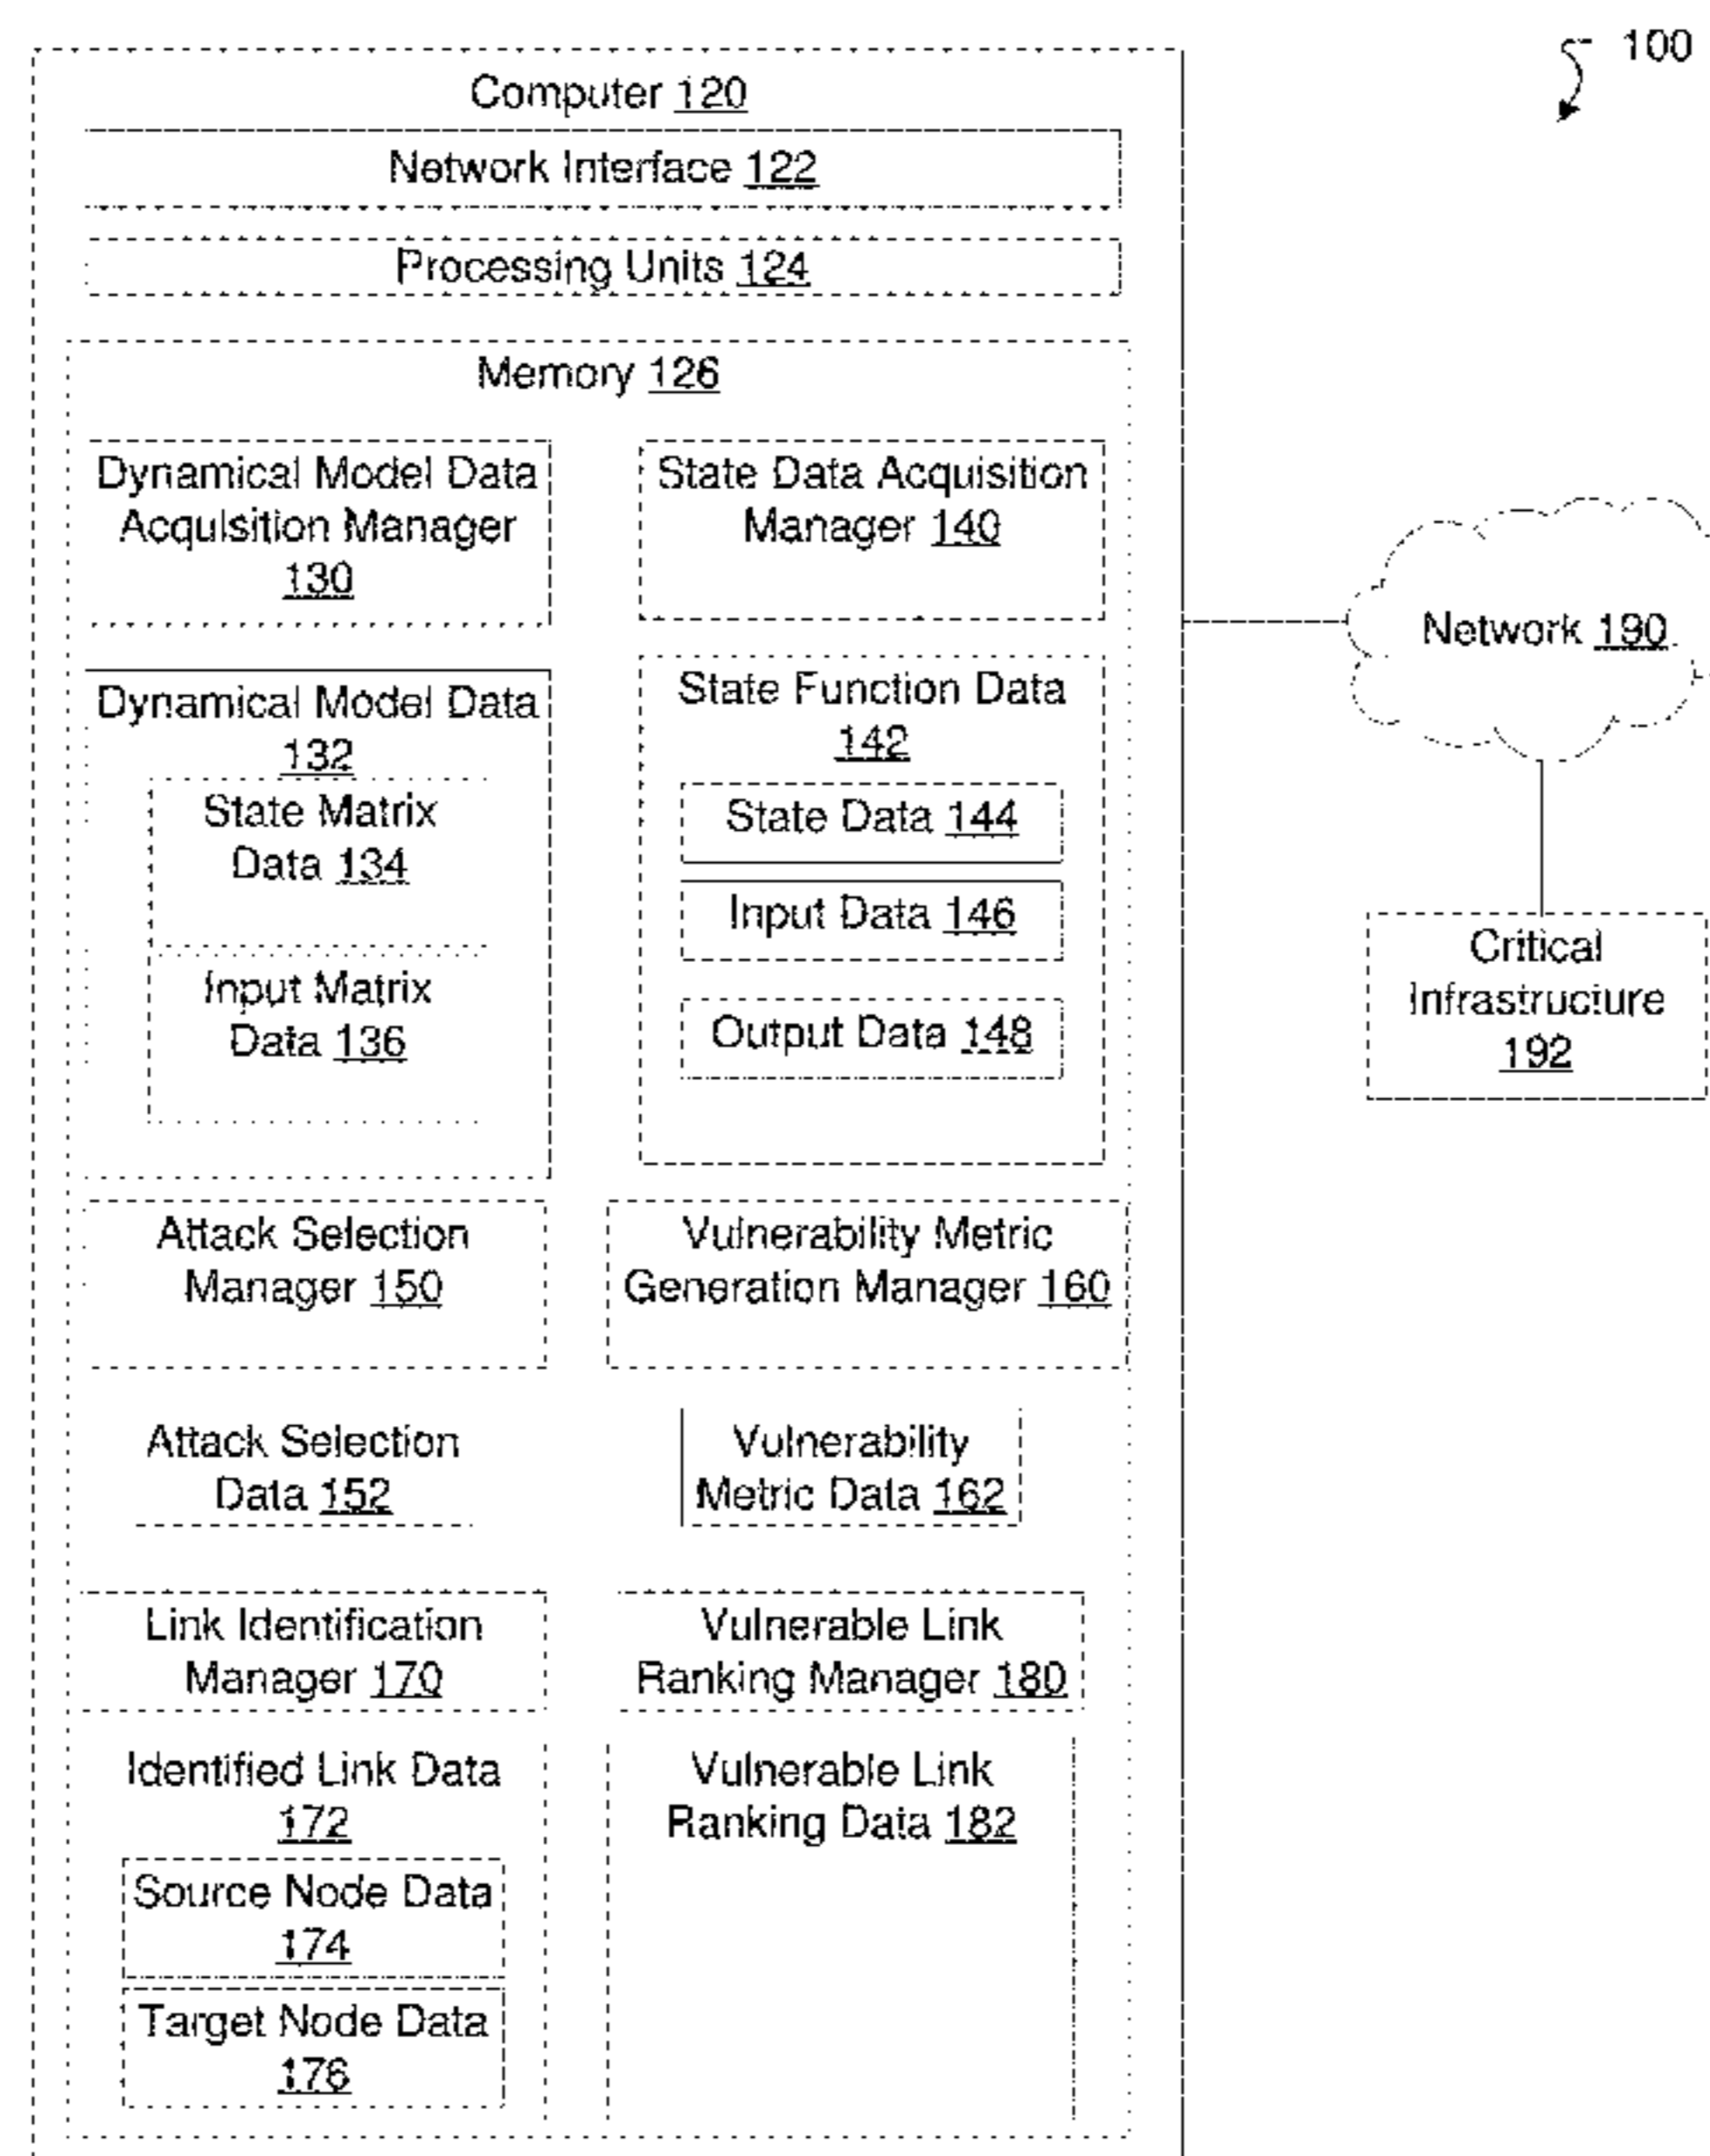 100
Computer 120
Network Interface 122
Processing Units 124
Memory 126
Dynamical Model Data
Acquisition Manager
130
State Data Acquisition
Manager 140
Dynamical Model Data
132
State Matrix
Data 134
Input Matrix
Data 136
State Function Data
142
State Data 144
Input Data 146
Output Data 148
Network 190
Critical
Infrastructure
192
Attack Selection
Manager 150
Vulnerability Metric
Generation Manager 160
Attack Selection
Data 152
Vulnerability
Metric Data 162
Link Identification
Manager 170
Vulnerable Link
Ranking Manager 180
Identified Link Data
172
Source Node Data
174
Target Node Data
176
Vulnerable Link
Ranking Data 182